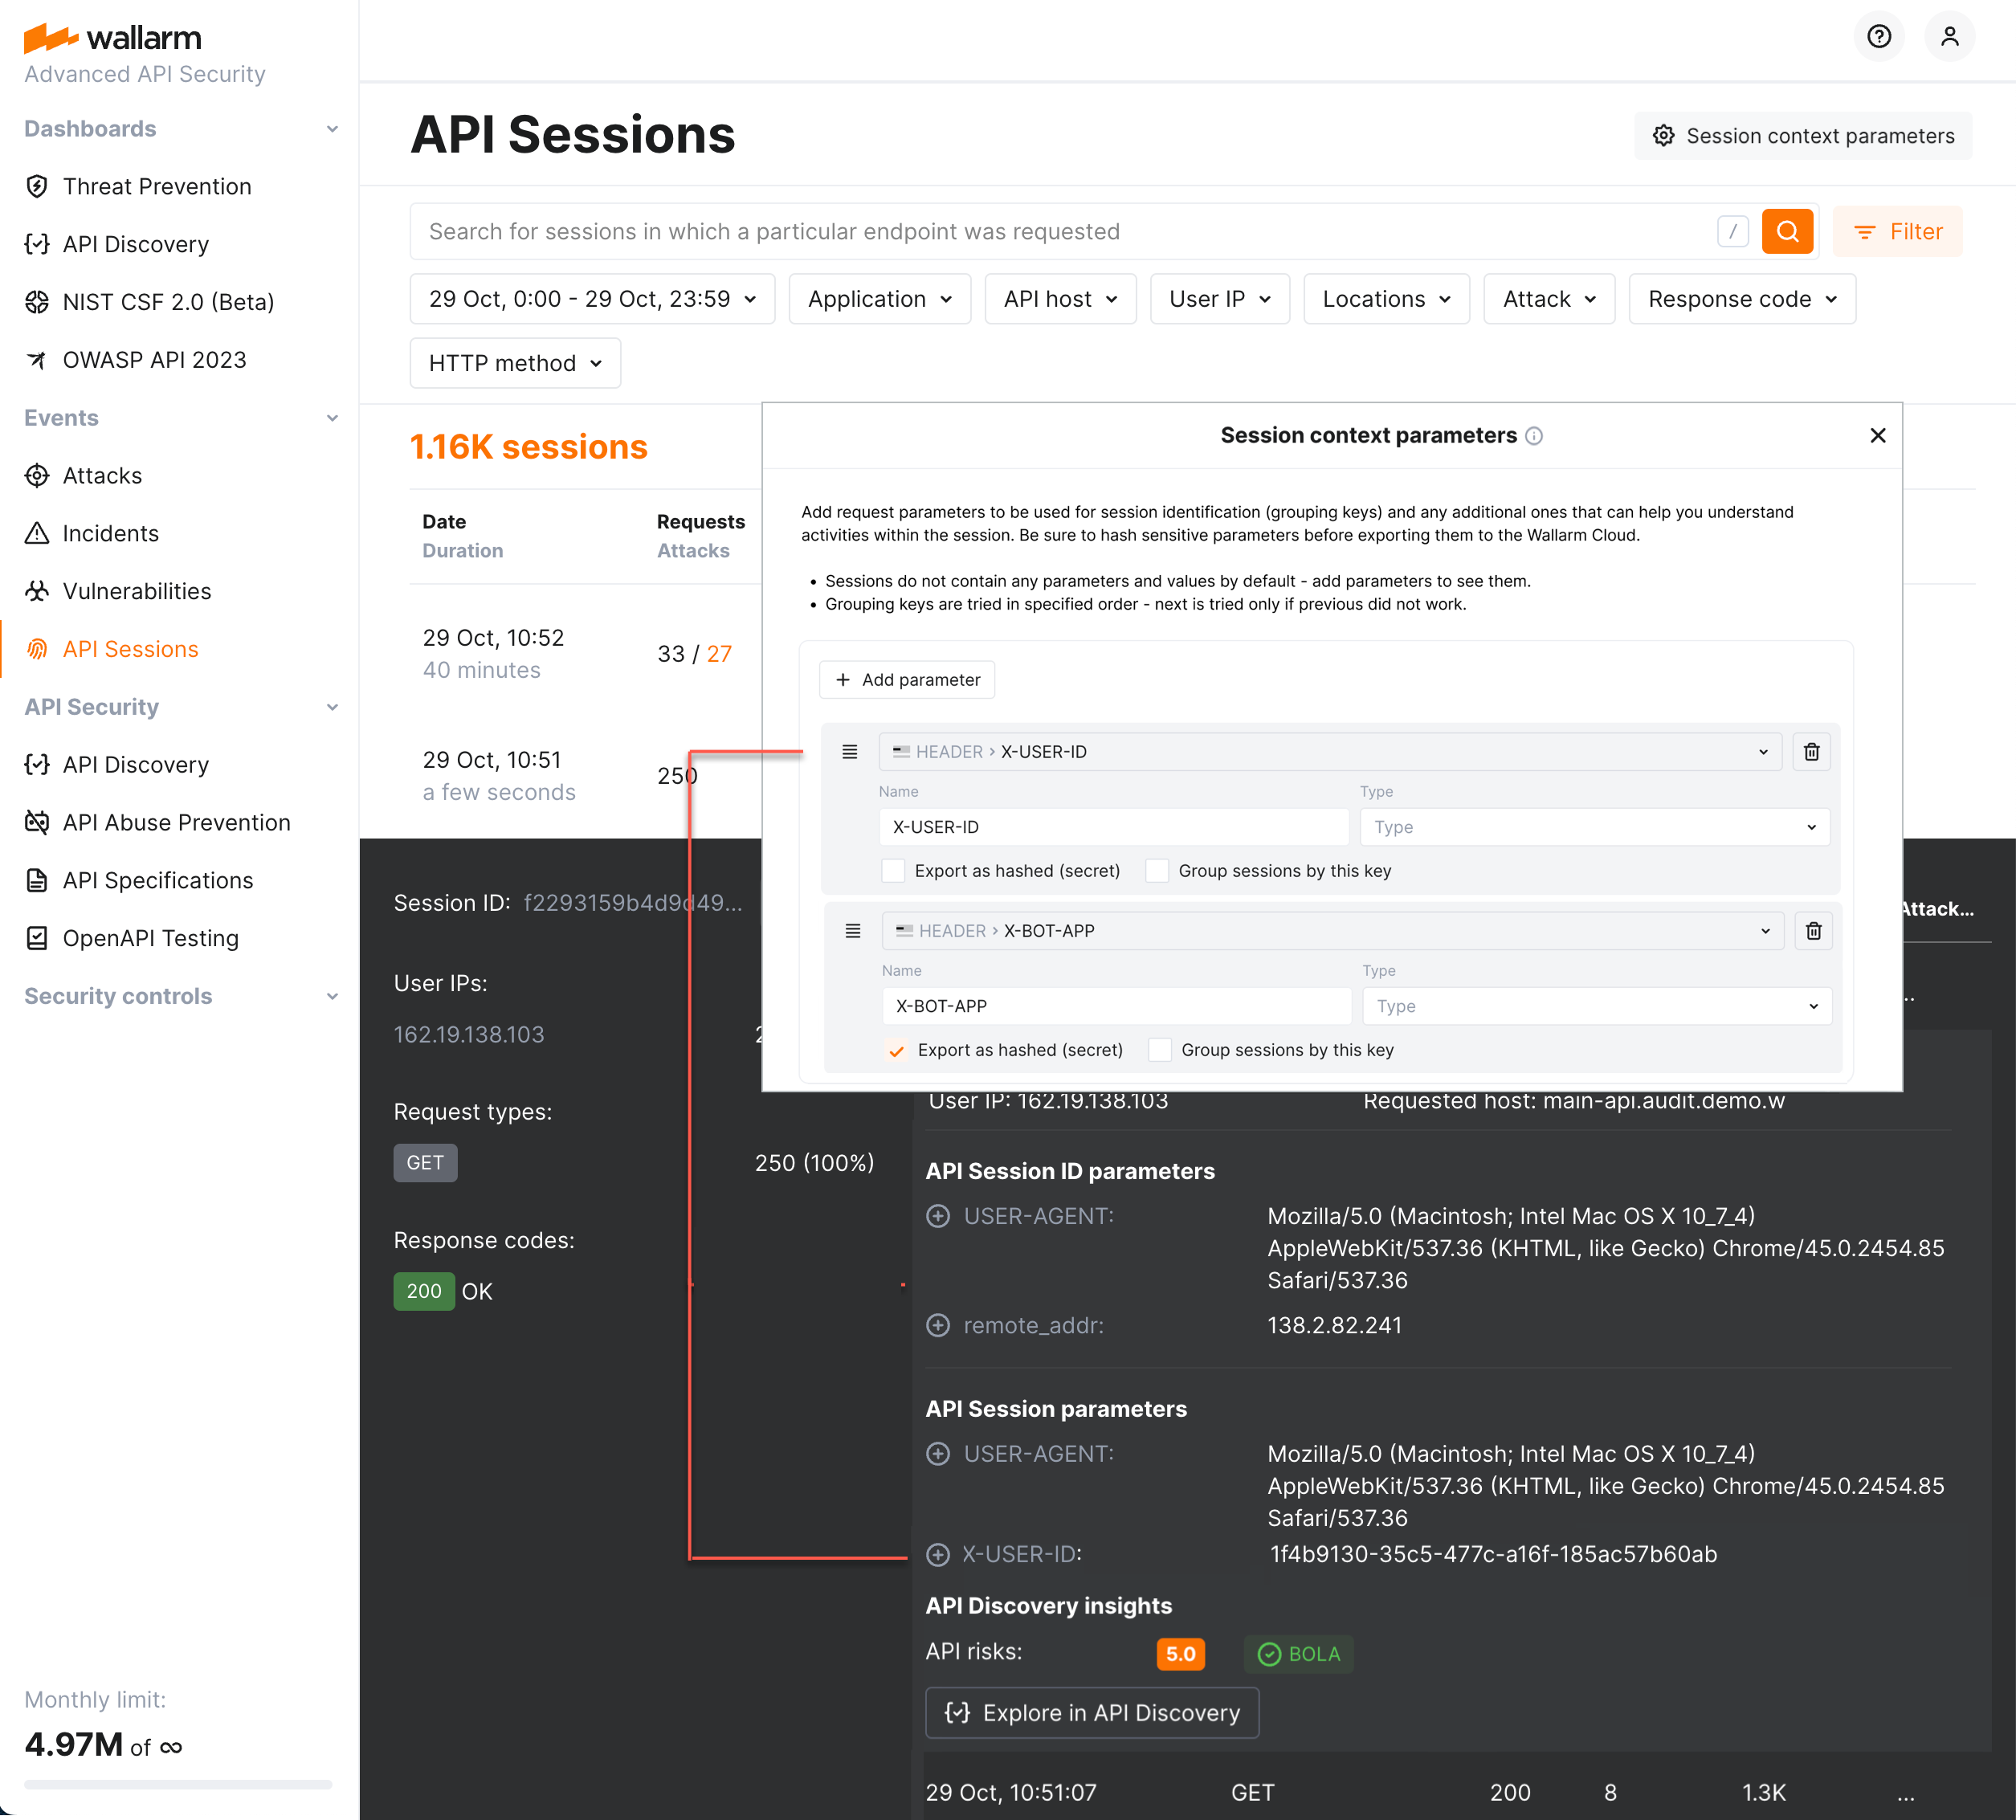 wallarm
Advanced API Security
Dashboards
Threat Prevention
API Discovery
NIST CSF 2.0 (Beta)
OWASP API 2023
Events
Attacks
Incidents
Vulnerabilities
API Sessions
API Security
API Discovery
API Abuse Prevention
API Specifications
OpenAPI Testing
Security controls
Monthly limit:
4.97M of ∞
API Sessions
Session context parameters
Search for sessions in which a particular endpoint was requested /
Filter
29 Oct, 0:00 - 29 Oct, 23:59
Application
API host
User IP
Locations
Attack
Response code
HTTP method
1.16K sessions
Date Requests
Duration Attacks
29 Oct, 10:52
40 minutes
33 / 27
29 Oct, 10:51
a few seconds
250
Session context parameters
Add request parameters to be used for session identification (grouping keys) and any additional ones that can help you understand
activities within the session. Be sure to hash sensitive parameters before exporting them to the Wallarm Cloud.
• Sessions do not contain any parameters and values by default - add parameters to see them.
• Grouping keys are tried in specified order - next is tried only if previous did not work.
+ Add parameter
HEADER › X-USER-ID
Name Type
X-USER-ID Type
Export as hashed (secret) Group sessions by this key
HEADER › X-BOT-APP
Name Type
X-BOT-APP Type
Export as hashed (secret) Group sessions by this key
Session ID: f2293159b4d9d49...
Attack...
User IPs:
162.19.138.103
Request types:
GET 250 (100%)
Response codes:
200 OK
User IP: 162.19.138.103 Requested host: main-api.audit.demo.w
API Session ID parameters
USER-AGENT: Mozilla/5.0 (Macintosh; Intel Mac OS X 10_7_4)
AppleWebKit/537.36 (KHTML, like Gecko) Chrome/45.0.2454.85
Safari/537.36
remote_addr: 138.2.82.241
API Session parameters
USER-AGENT: Mozilla/5.0 (Macintosh; Intel Mac OS X 10_7_4)
AppleWebKit/537.36 (KHTML, like Gecko) Chrome/45.0.2454.85
Safari/537.36
X-USER-ID: 1f4b9130-35c5-477c-a16f-185ac57b60ab
API Discovery insights
API risks: 5.0 BOLA
Explore in API Discovery
29 Oct, 10:51:07 GET 200 8 1.3K ...